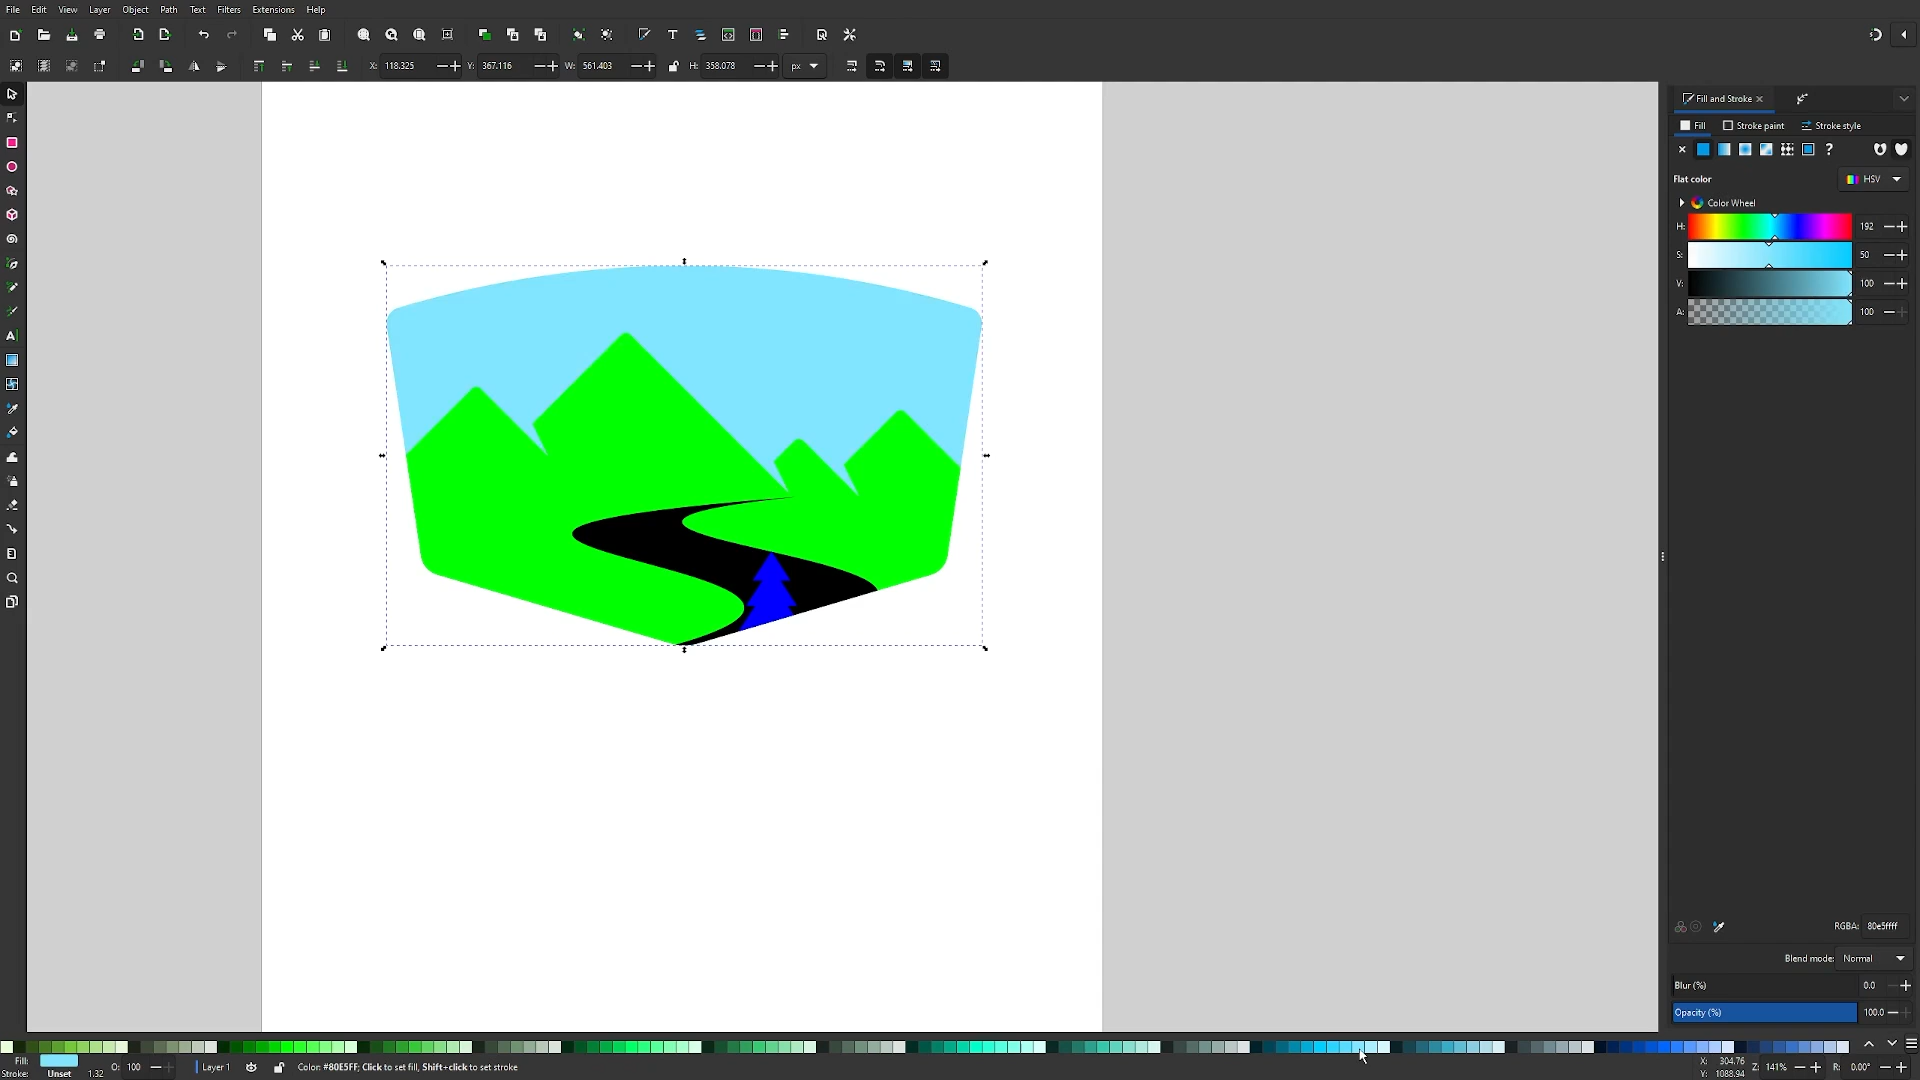 File Edit View Layer Object Path Text Filters Extensions Help
X: 118.325 Y: 367.116 W: 561.403 H: 358.078 px
Fill and Stroke
Fill Stroke paint Stroke style
Flat color HSV
Color Wheel
H: 192
S: 50
V: 100
A: 100
RGBA: 80e5ffff
Blend mode: Normal
Blur (%) 0.0
Opacity (%) 100.0
Fill:
Stroke: Unset 1.32 O: 100 Layer 1 Color: #80E5FF; Click to set fill, Shift+click to set stroke
X: 304.76
Y: 1088.94 Z: 141% R: 0.00°